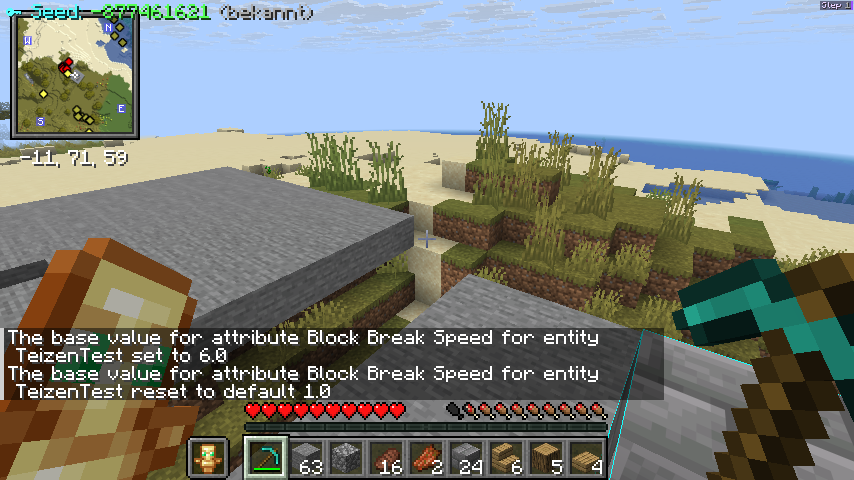 Seed: -877461621 (bekannt)
Step 1
N
W
E
S
-11, 71, 59
The base value for attribute Block Break Speed for entity
TeizenTest set to 6.0
The base value for attribute Block Break Speed for entity
TeizenTest reset to default 1.0
63
16
2
24
6
5
4